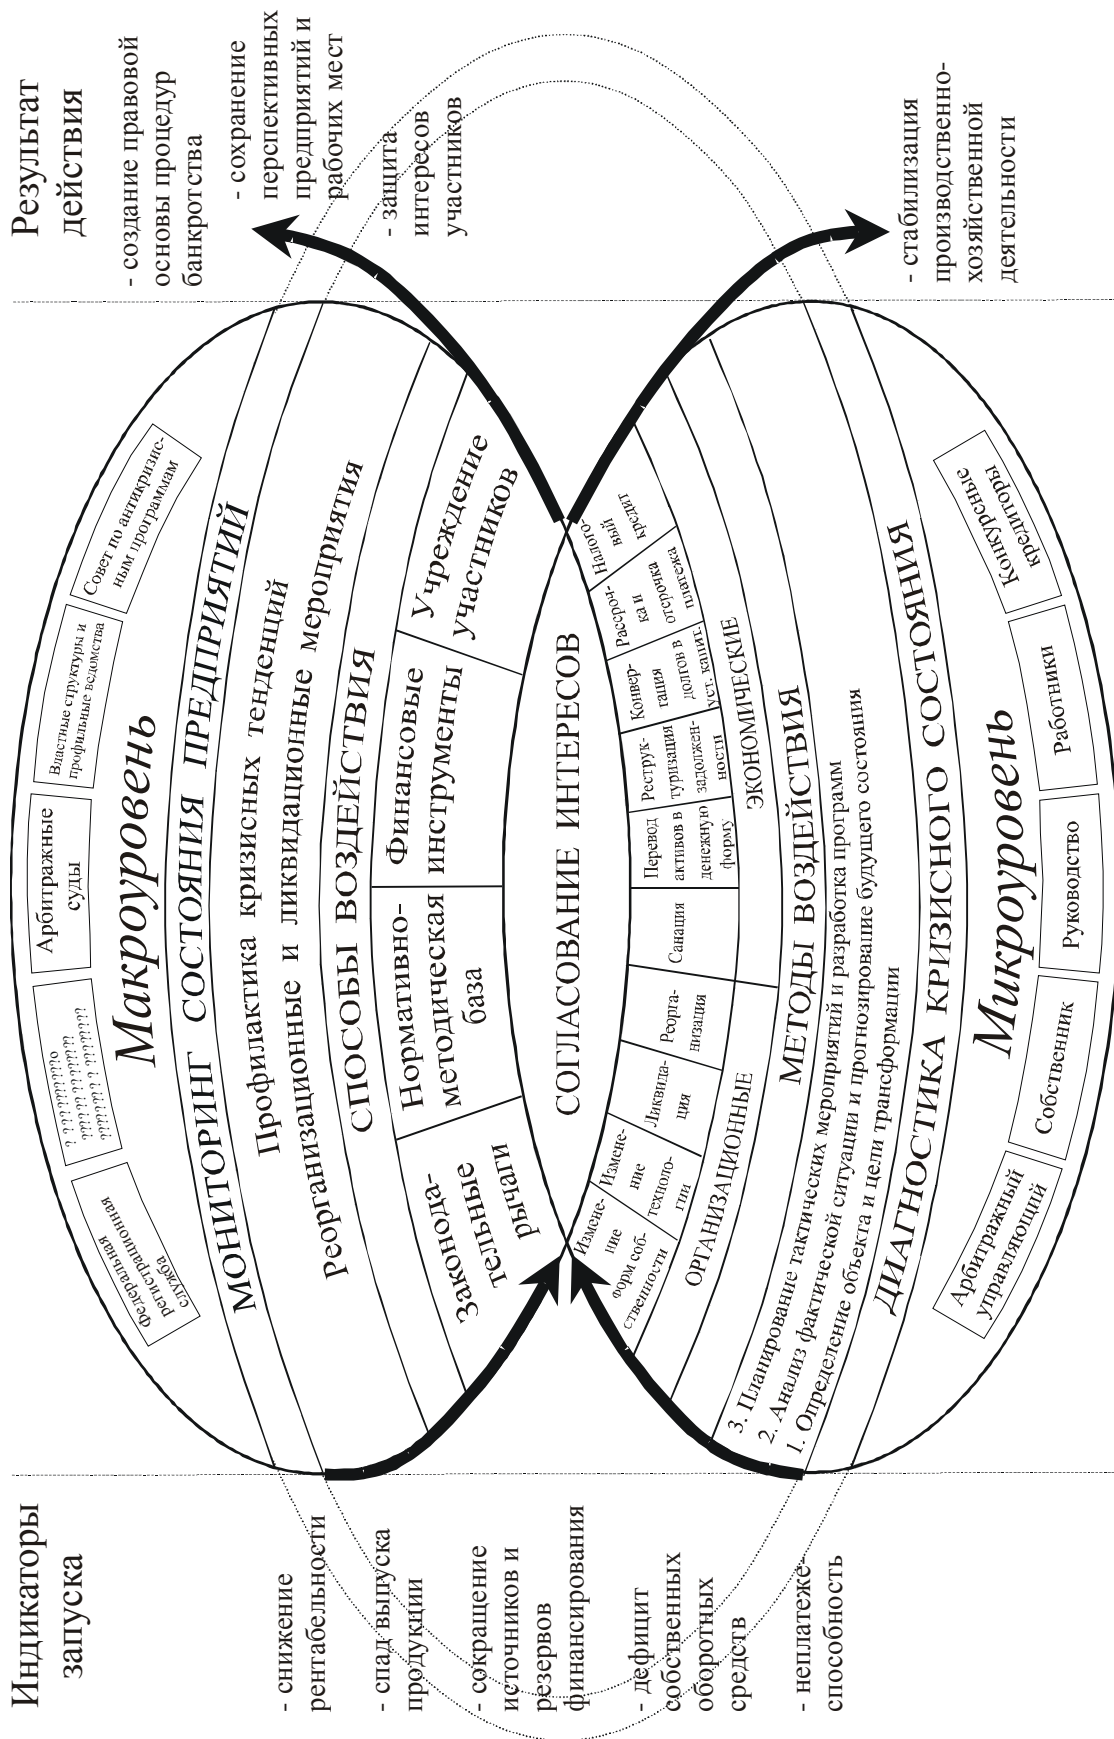 Индикаторы
запуска
- снижение
рентабельности
- спад выпуска
продукции
- сокращение
источников и
резервов
финансирования
- дефицит
собственных
оборотных
средств
- неплатеже-
способность
Федеральная
регистрационная
служба
? ??? ?????????о
????? ?? ???????
??????? ? ????????
Арбитражные
суды
Властные структуры и
профильные ведомства
Совет по антикризис-
ным программам
Макроуровень
МОНИТОРИНГ СОСТОЯНИЯ ПРЕДПРИЯТИЙ
Профилактика кризисных тенденций
Реорганизационные и ликвидационные мероприятия
СПОСОБЫ ВОЗДЕЙСТВИЯ
Законода-
тельные
рычаги
Нормативно-
методическая
база
Финансовые
инструменты
Учреждение
участников
СОГЛАСОВАНИЕ ИНТЕРЕСОВ
Измене-
ние
форм соб-
ственности
Измене-
ние
техноло-
гии
Ликвида-
ция
Реорга-
низация
Санация
Перевод
активов в
денежную
форму
Реструк-
туризация
задолжен-
ности
Конвер-
тация
долгов в
уст. капит.
Рассроч-
ка и
отсрочка
платежа
Налого-
вый
кредит
ОРГАНИЗАЦИОННЫЕ
ЭКОНОМИЧЕСКИЕ
МЕТОДЫ ВОЗДЕЙСТВИЯ
3. Планирование тактических мероприятий и разработка программ
2. Анализ фактической ситуации и прогнозирование будущего состояния
1. Определение объекта и цели трансформации
ДИАГНОСТИКА КРИЗИСНОГО СОСТОЯНИЯ
Микроуровень
Арбитражный
управляющий
Собственник
Руководство
Работники
Конкурсные
кредиторы
Результат
действия
- создание правовой
основы процедур
банкротства
- сохранение
перспективных
предприятий и
рабочих мест
- защита
интересов
участников
- стабилизация
производственно-
хозяйственной
деятельности